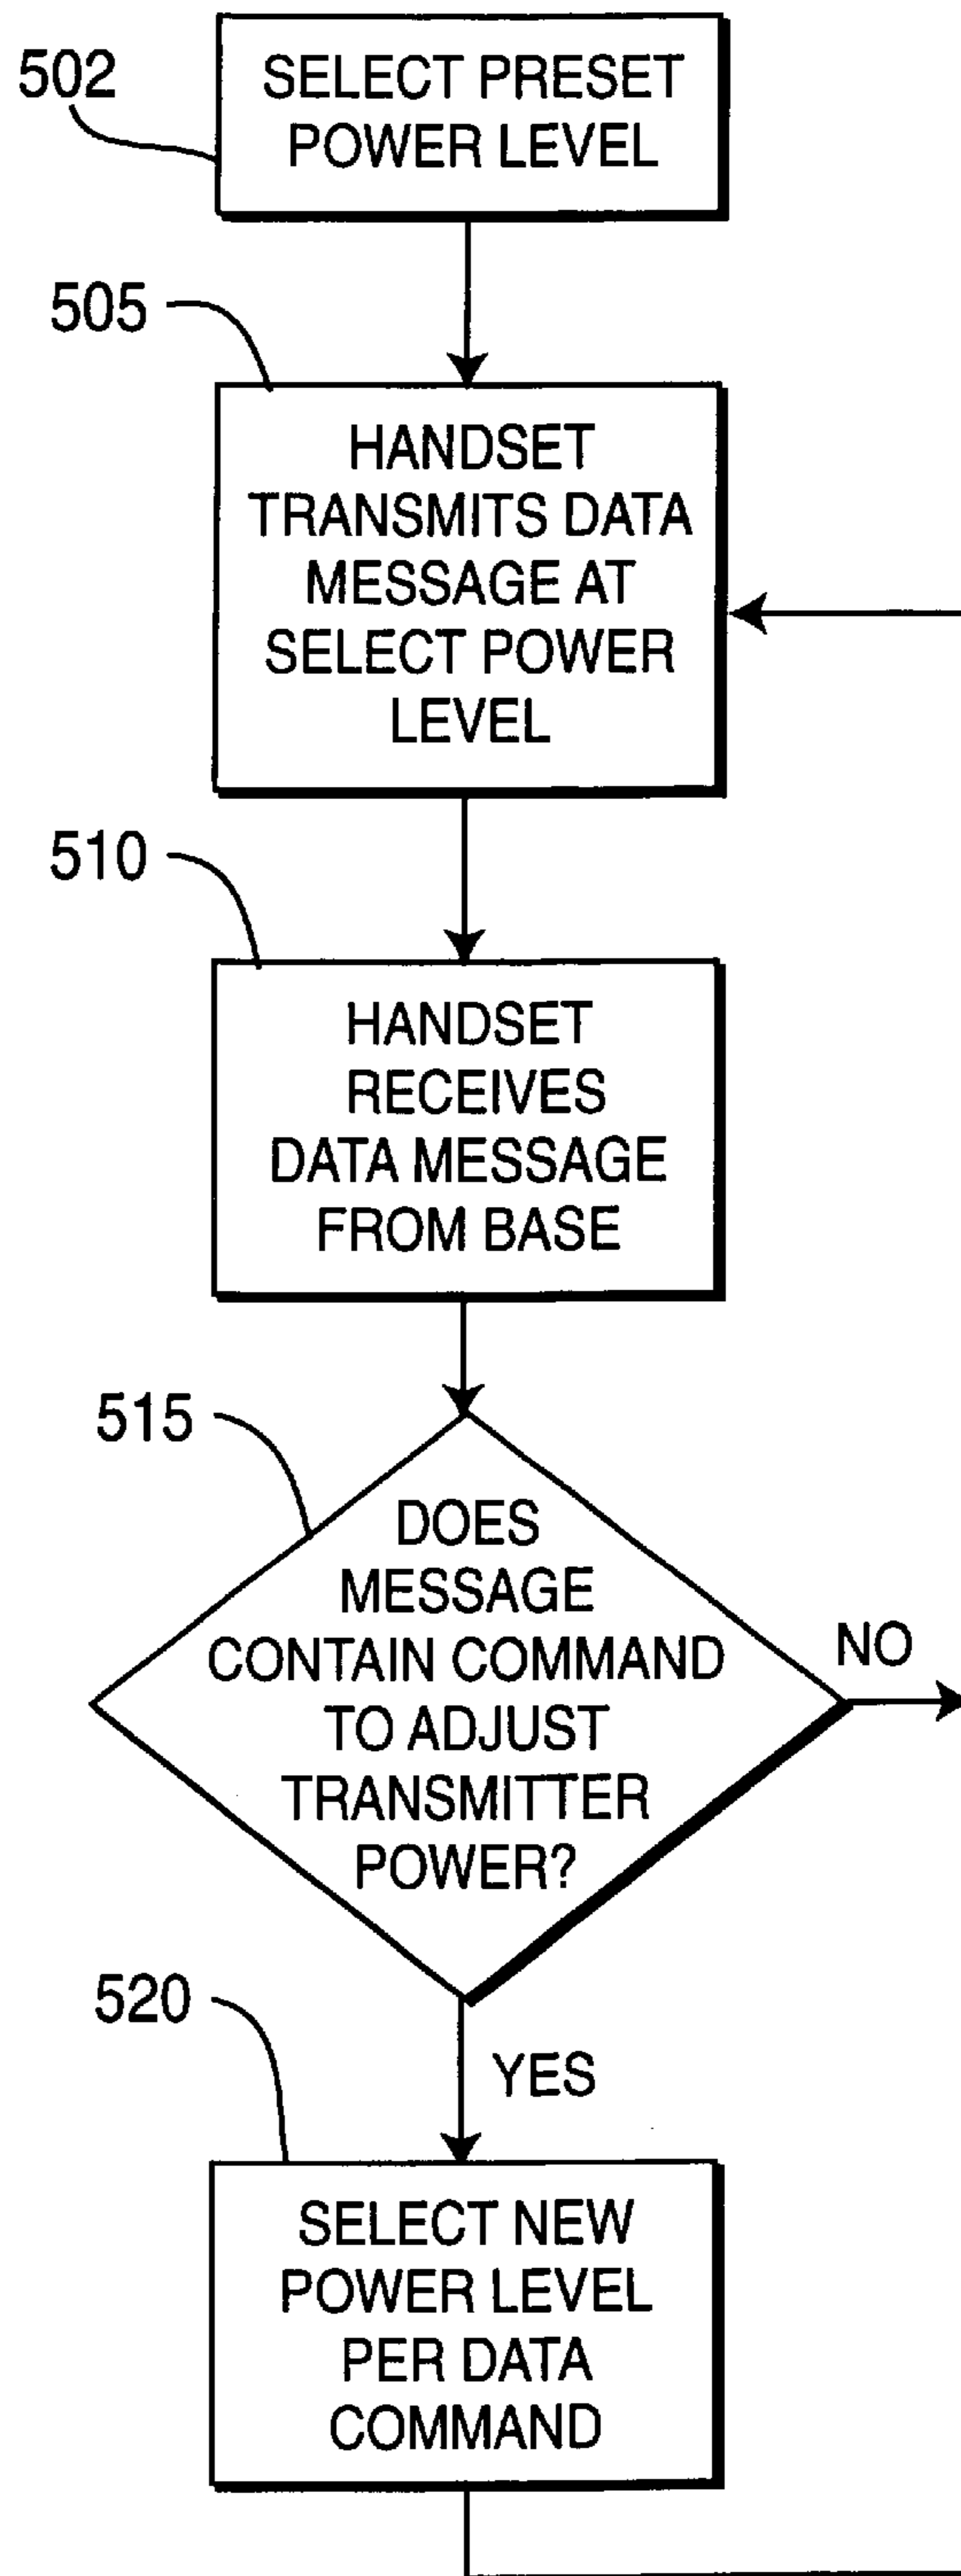 502
SELECT PRESET
POWER LEVEL
505
HANDSET
TRANSMITS DATA
MESSAGE AT
SELECT POWER
LEVEL
510
HANDSET
RECEIVES
DATA MESSAGE
FROM BASE
515
DOES
MESSAGE
CONTAIN COMMAND
TO ADJUST
TRANSMITTER
POWER?
NO
520
YES
SELECT NEW
POWER LEVEL
PER DATA
COMMAND